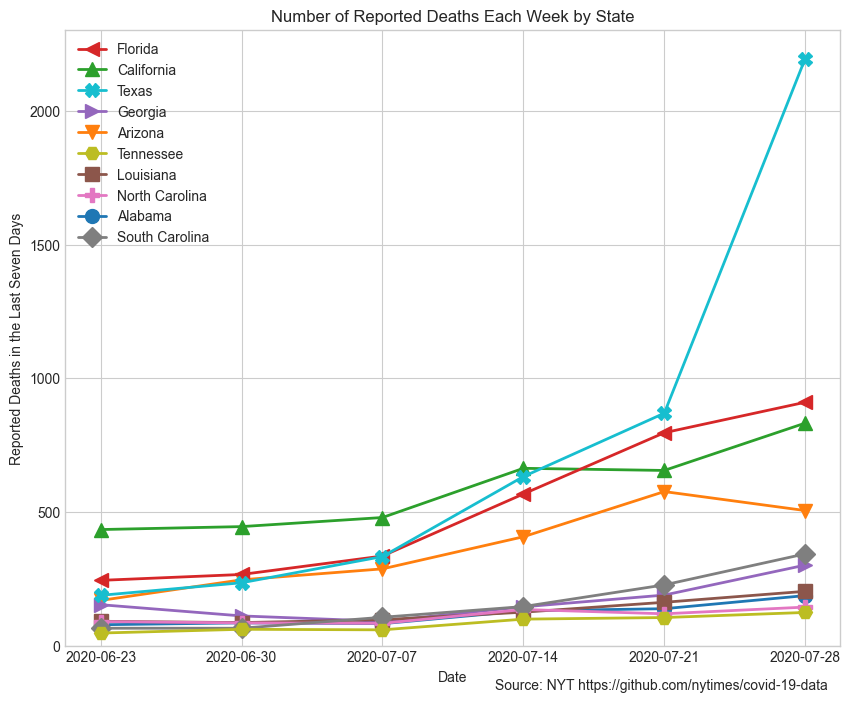 Number of Reported Deaths Each Week by State
Florida
California
Texas
Georgia
Arizona
Tennessee
Louisiana
North Carolina
Alabama
South Carolina
Reported Deaths in the Last Seven Days
2000
1500
1000
500
0
2020-06-23 2020-06-30 2020-07-07 2020-07-14 2020-07-21 2020-07-28
Date
Source: NYT https://github.com/nytimes/covid-19-data